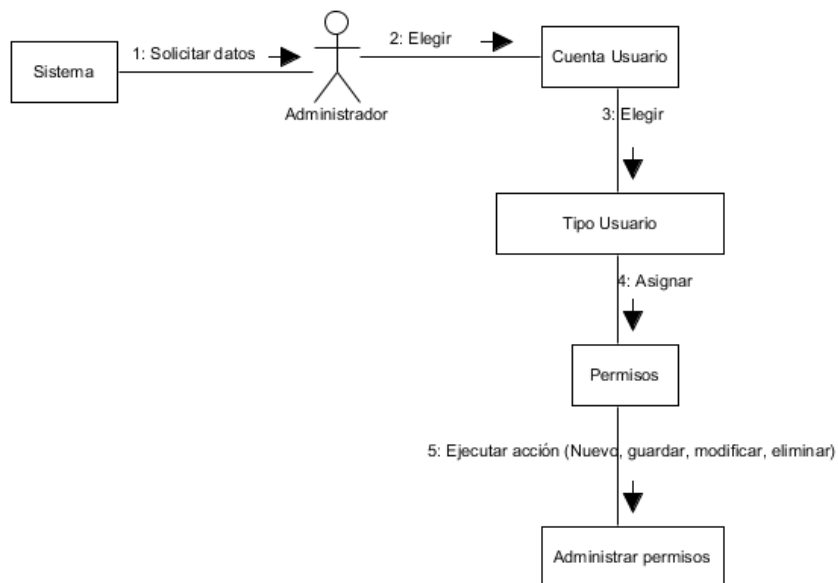 1: Solicitar datos
2: Elegir
Sistema
Cuenta Usuario
Administrador
3: Elegir
Tipo Usuario
4: Asignar
Permisos
5: Ejecutar acción (Nuevo, guardar, modificar, eliminar)
Administrar permisos